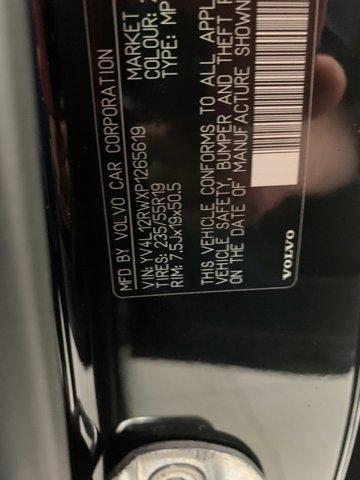 MFD BY VOLVO CAR CORPORATION
VIN: YV4L12RWXP1265619
TIRES: 235/55R19
RIM: 7.5Jx19x50.5
MARKET
COLOUR:
TYPE: MP
THIS VEHICLE CONFORMS TO ALL APPL
VEHICLE SAFETY, BUMPER AND THEFT
ON THE DATE OF MANUFACTURE SHOWN
VOLVO